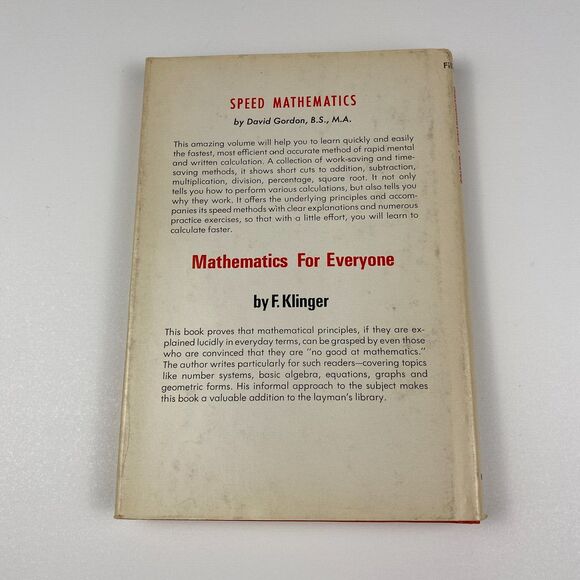 SPEED MATHEMATICS
by David Gordon, B.S., M.A.
This amazing volume will help you to learn quickly and easily
the fastest, most efficient and accurate method of rapid mental
and written calculation. A collection of work-saving and time-
saving methods, it shows short cuts to addition, subtraction,
multiplication, division, percentage, square root. It not only
tells you how to perform various calculations, but also tells you
why they work. It offers the underlying principles and accom-
panies its speed methods with clear explanations and numerous
practice exercises, so that with a little effort, you will learn to
calculate faster.
Mathematics For Everyone
by F. Klinger
This book proves that mathematical principles, if they are ex-
plained lucidly in everyday terms, can be grasped by even those
who are convinced that they are "no good at mathematics."
The author writes particularly for such readers—covering topics
like number systems, basic algebra, equations, graphs and
geometric forms. His informal approach to the subject makes
this book a valuable addition to the layman's library.